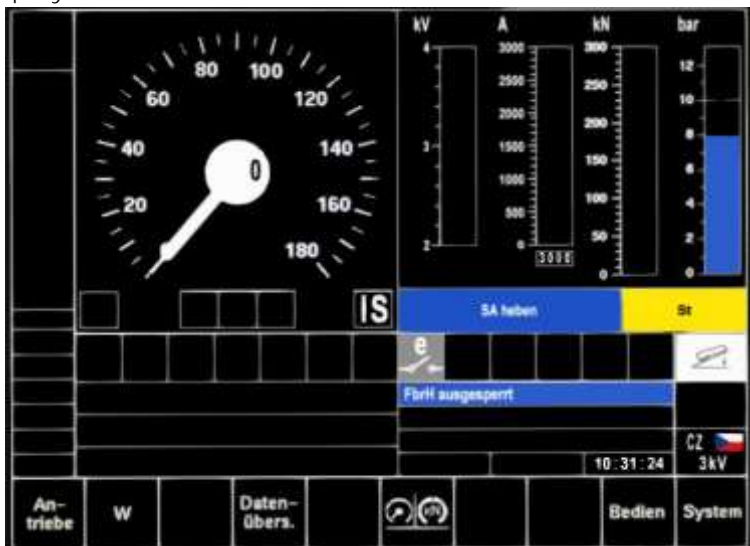 kV A kN bar
80 100
60 120
40 140
20 160
180
0
4
3
2
3000
2500
2000
1500
1000
500
0
3000
300
250
200
150
100
50
0
12
10
8
6
4
2
0
IS
SA heben
St
e
FbrH ausgesperrt
CZ
10:31:24
3kV
An-
triebe
W
Daten-
übers.
kN
Bedien
System